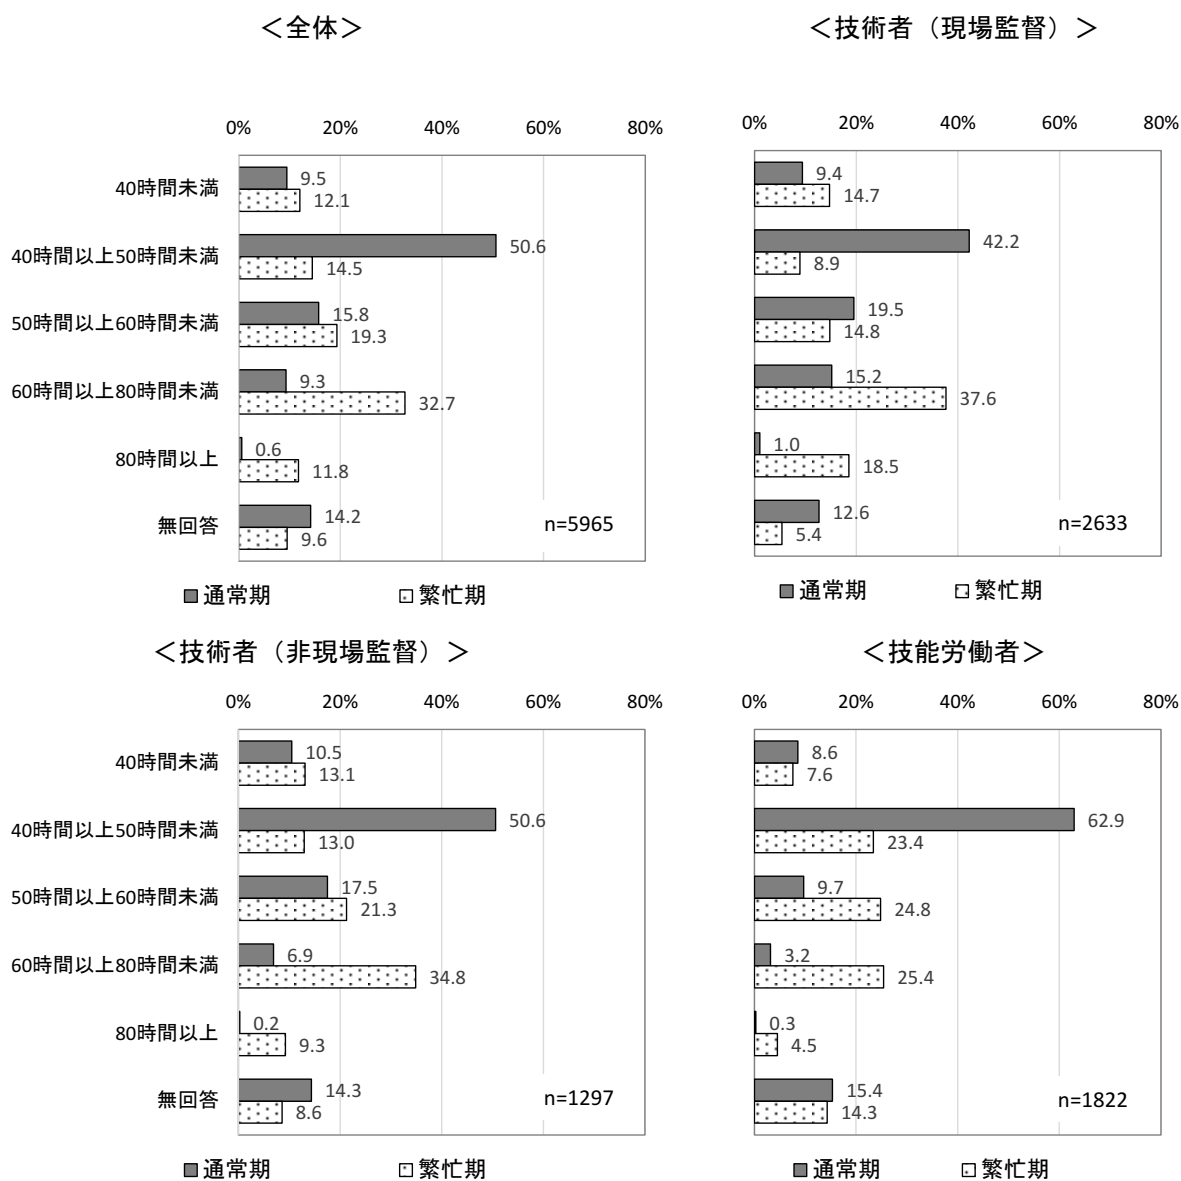 ＜全体＞
0% 20% 40% 60% 80%
40時間未満 9.5
12.1
40時間以上50時間未満 50.6
14.5
50時間以上60時間未満 15.8
19.3
60時間以上80時間未満 9.3
32.7
80時間以上 0.6
11.8
無回答 14.2
9.6
n=5965
通常期 繁忙期
＜技術者（現場監督）＞
0% 20% 40% 60% 80%
9.4
14.7
42.2
8.9
19.5
14.8
15.2
37.6
1.0
18.5
12.6
5.4
n=2633
通常期 繁忙期
＜技術者（非現場監督）＞
0% 20% 40% 60% 80%
40時間未満 10.5
13.1
40時間以上50時間未満 50.6
13.0
50時間以上60時間未満 17.5
21.3
60時間以上80時間未満 6.9
34.8
80時間以上 0.2
9.3
無回答 14.3
8.6
n=1297
通常期 繁忙期
＜技能労働者＞
0% 20% 40% 60% 80%
8.6
7.6
62.9
23.4
9.7
24.8
3.2
25.4
0.3
4.5
15.4
14.3
n=1822
通常期 繁忙期